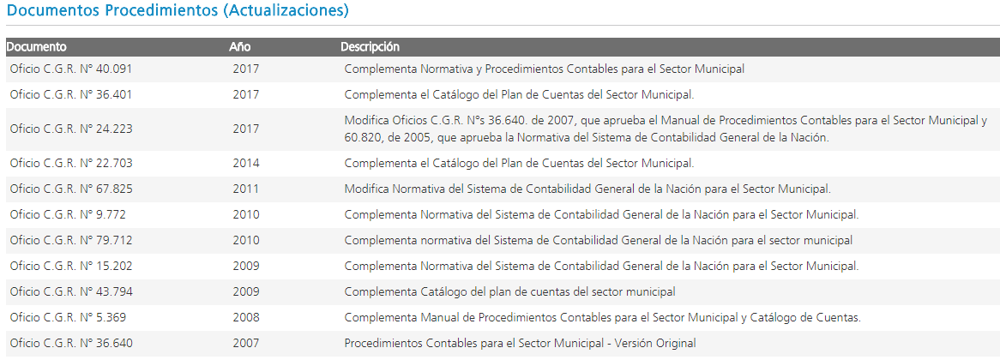 Documentos Procedimientos (Actualizaciones)
Documento Año Descripción
Oficio C.G.R. N° 40.091 2017 Complementa Normativa y Procedimientos Contables para el Sector Municipal
Oficio C.G.R. N° 36.401 2017 Complementa el Catálogo del Plan de Cuentas del Sector Municipal.
Oficio C.G.R. N° 24.223 2017 Modifica Oficios C.G.R. N°s 36.640. de 2007, que aprueba el Manual de Procedimientos Contables para el Sector Municipal y
60.820, de 2005, que aprueba la Normativa del Sistema de Contabilidad General de la Nación.
Oficio C.G.R. N° 22.703 2014 Complementa el Catálogo del Plan de Cuentas del Sector Municipal.
Oficio C.G.R. N° 67.825 2011 Modifica Normativa del Sistema de Contabilidad General de la Nación para el Sector Municipal.
Oficio C.G.R. N° 9.772 2010 Complementa Normativa del Sistema de Contabilidad General de la Nación para el Sector Municipal.
Oficio C.G.R. N° 79.712 2010 Complementa normativa del Sistema de Contabilidad General de la Nación para el sector municipal
Oficio C.G.R. N° 15.202 2009 Complementa Normativa del Sistema de Contabilidad General de la Nación para el Sector Municipal.
Oficio C.G.R. N° 43.794 2009 Complementa Catálogo del plan de cuentas del sector municipal
Oficio C.G.R. N° 5.369 2008 Complementa Manual de Procedimientos Contables para el Sector Municipal y Catálogo de Cuentas.
Oficio C.G.R. N° 36.640 2007 Procedimientos Contables para el Sector Municipal - Versión Original